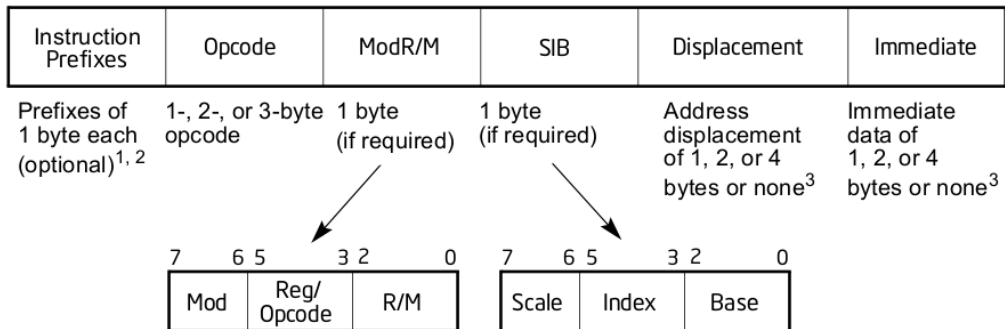 Instruction Prefixes Opcode ModR/M SIB Displacement Immediate
Prefixes of 1 byte each (optional)1, 2
1-, 2-, or 3-byte opcode
1 byte (if required)
1 byte (if required)
Address displacement of 1, 2, or 4 bytes or none3
Immediate data of 1, 2, or 4 bytes or none3
7 6 5 3 2 0
Mod Reg/Opcode R/M
7 6 5 3 2 0
Scale Index Base